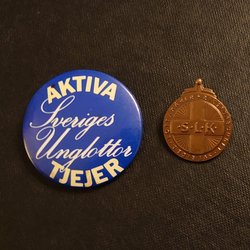 AKTIVA
Sveriges
Unglottor
TJEJER
·S·L·K·